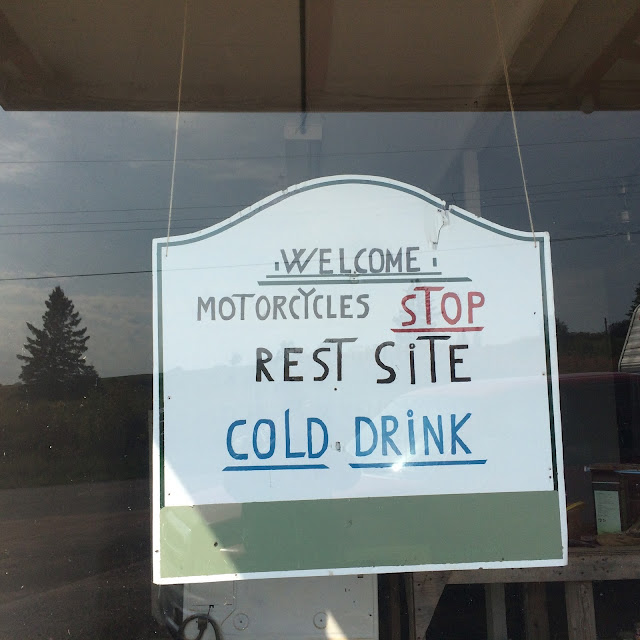 WELCOME
MOTORCYCLES STOP
REST SITE
COLD DRINK